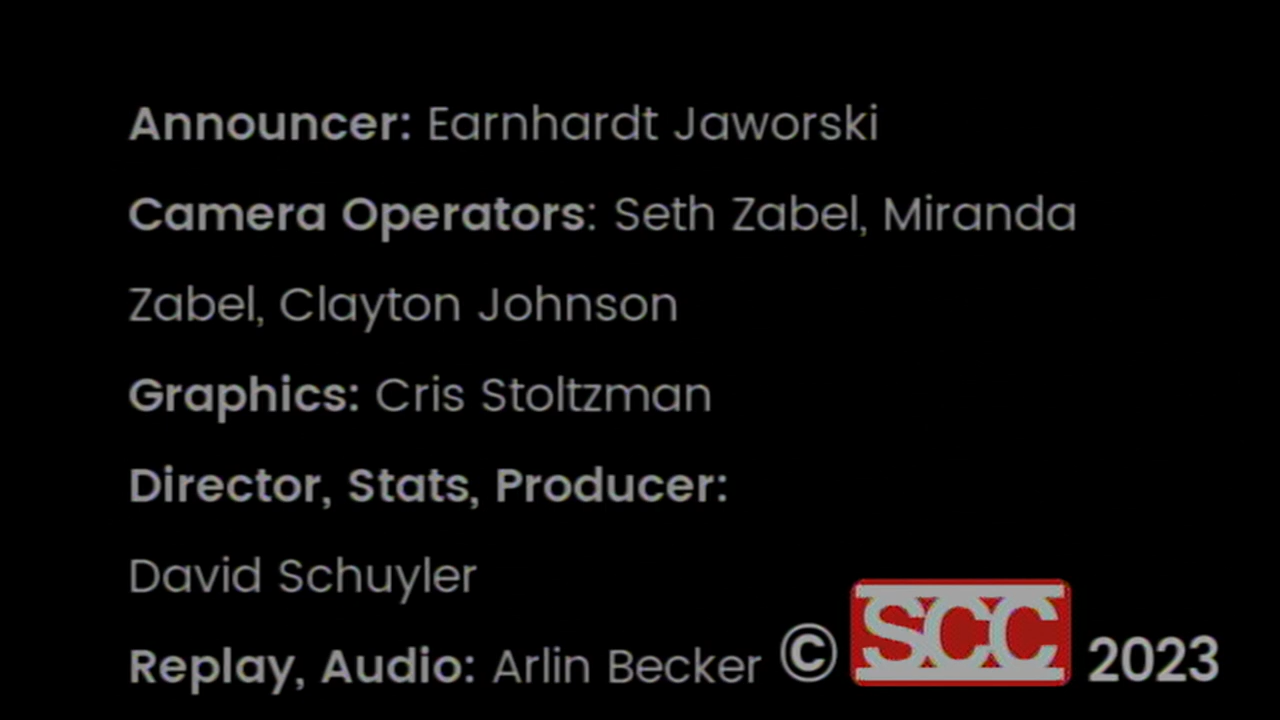 Announcer: Earnhardt Jaworski
Camera Operators: Seth Zabel, Miranda
Zabel, Clayton Johnson
Graphics: Cris Stoltzman
Director, Stats, Producer:
David Schuyler
Replay, Audio: Arlin Becker © SCC 2023